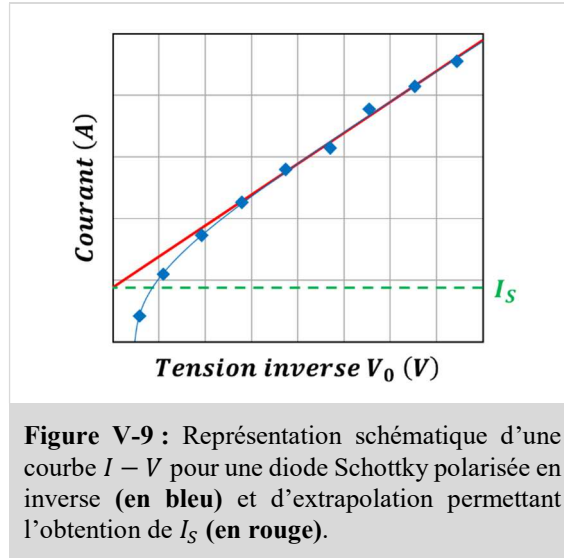 Courant (A)
I_S
Tension inverse V_0 (V)
Figure V-9 : Représentation schématique d'une
courbe I − V pour une diode Schottky polarisée en
inverse (en bleu) et d'extrapolation permettant
l'obtention de I_S (en rouge).